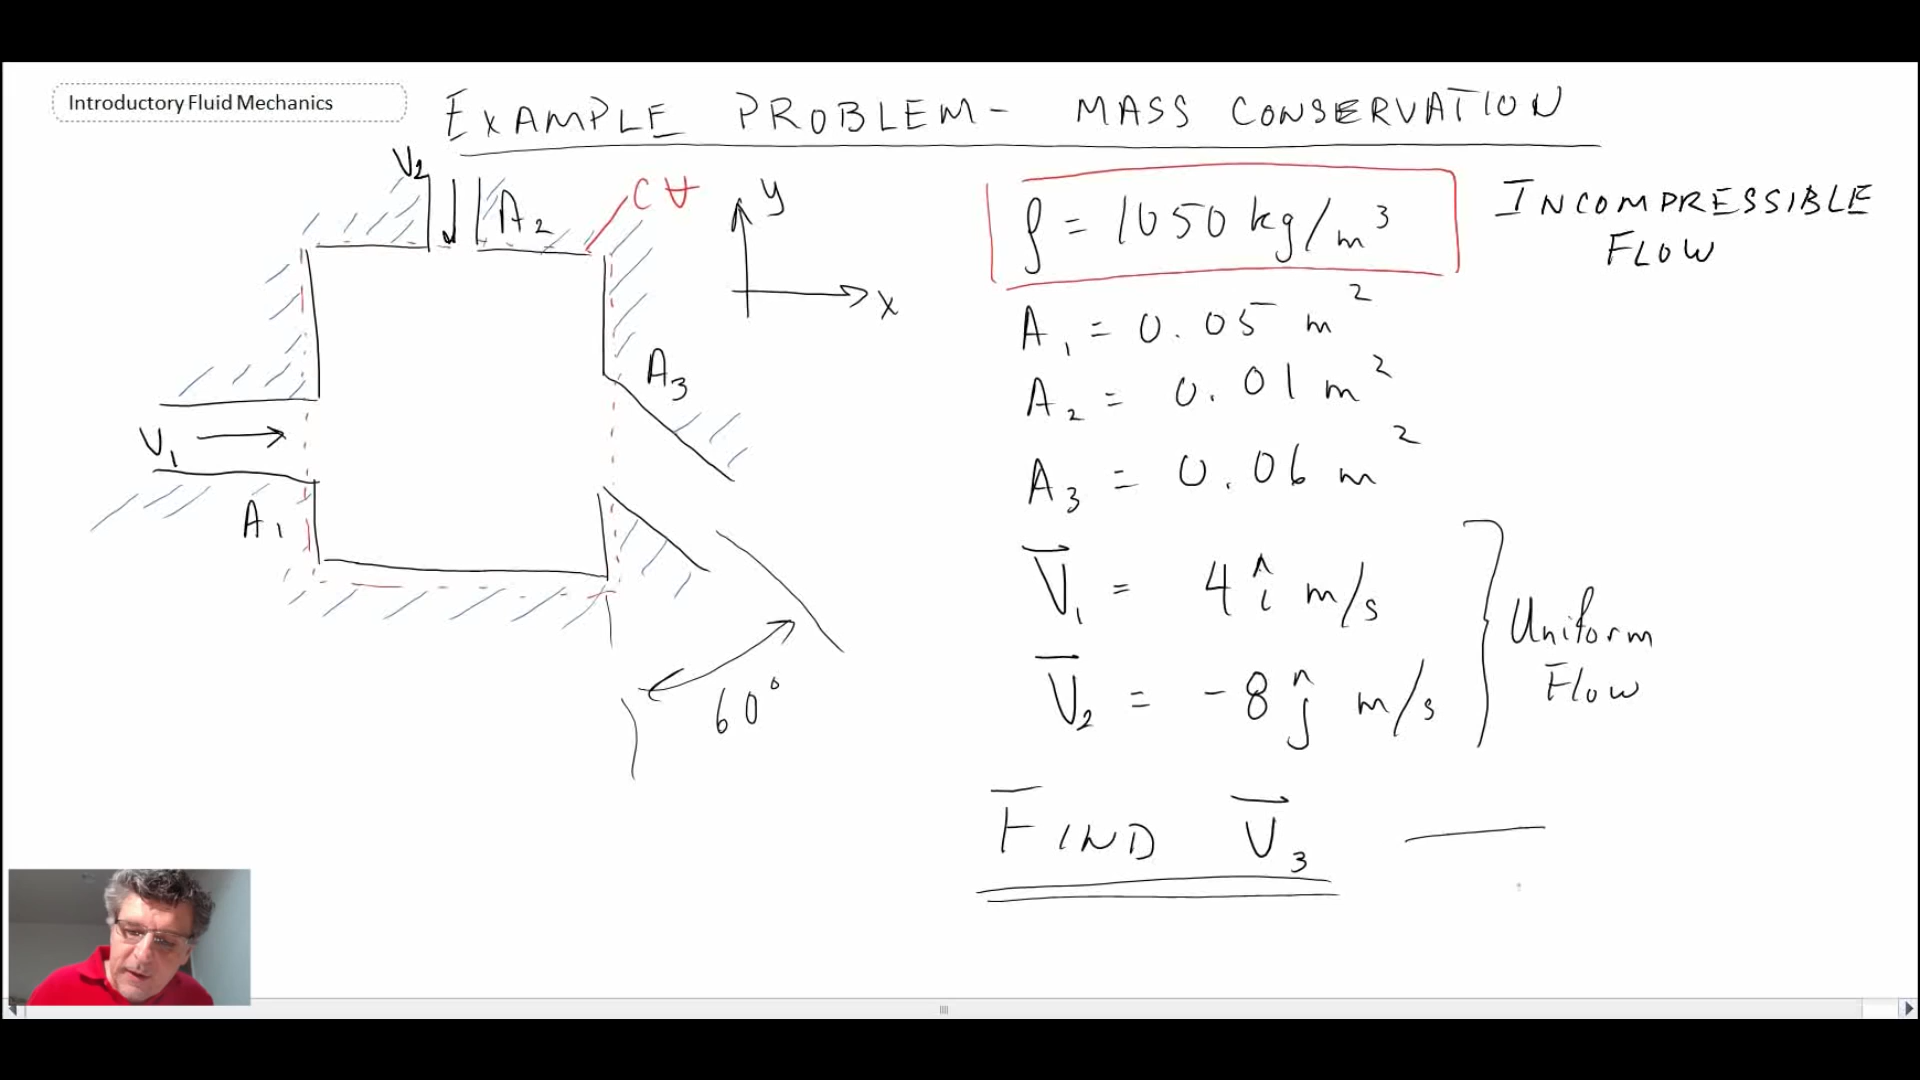 Introductory Fluid Mechanics
EXAMPLE PROBLEM - MASS CONSERVATION
V2
A2
C∀
y
x
A3
V1
A1
60°
ρ = 1050 kg/m³
INCOMPRESSIBLE
FLOW
A₁ = 0.05 m²
A₂ = 0.01 m²
A₃ = 0.06 m²
V⃗₁ = 4 î m/s
V⃗₂ = -8 ĵ m/s
Uniform
Flow
FIND V⃗₃